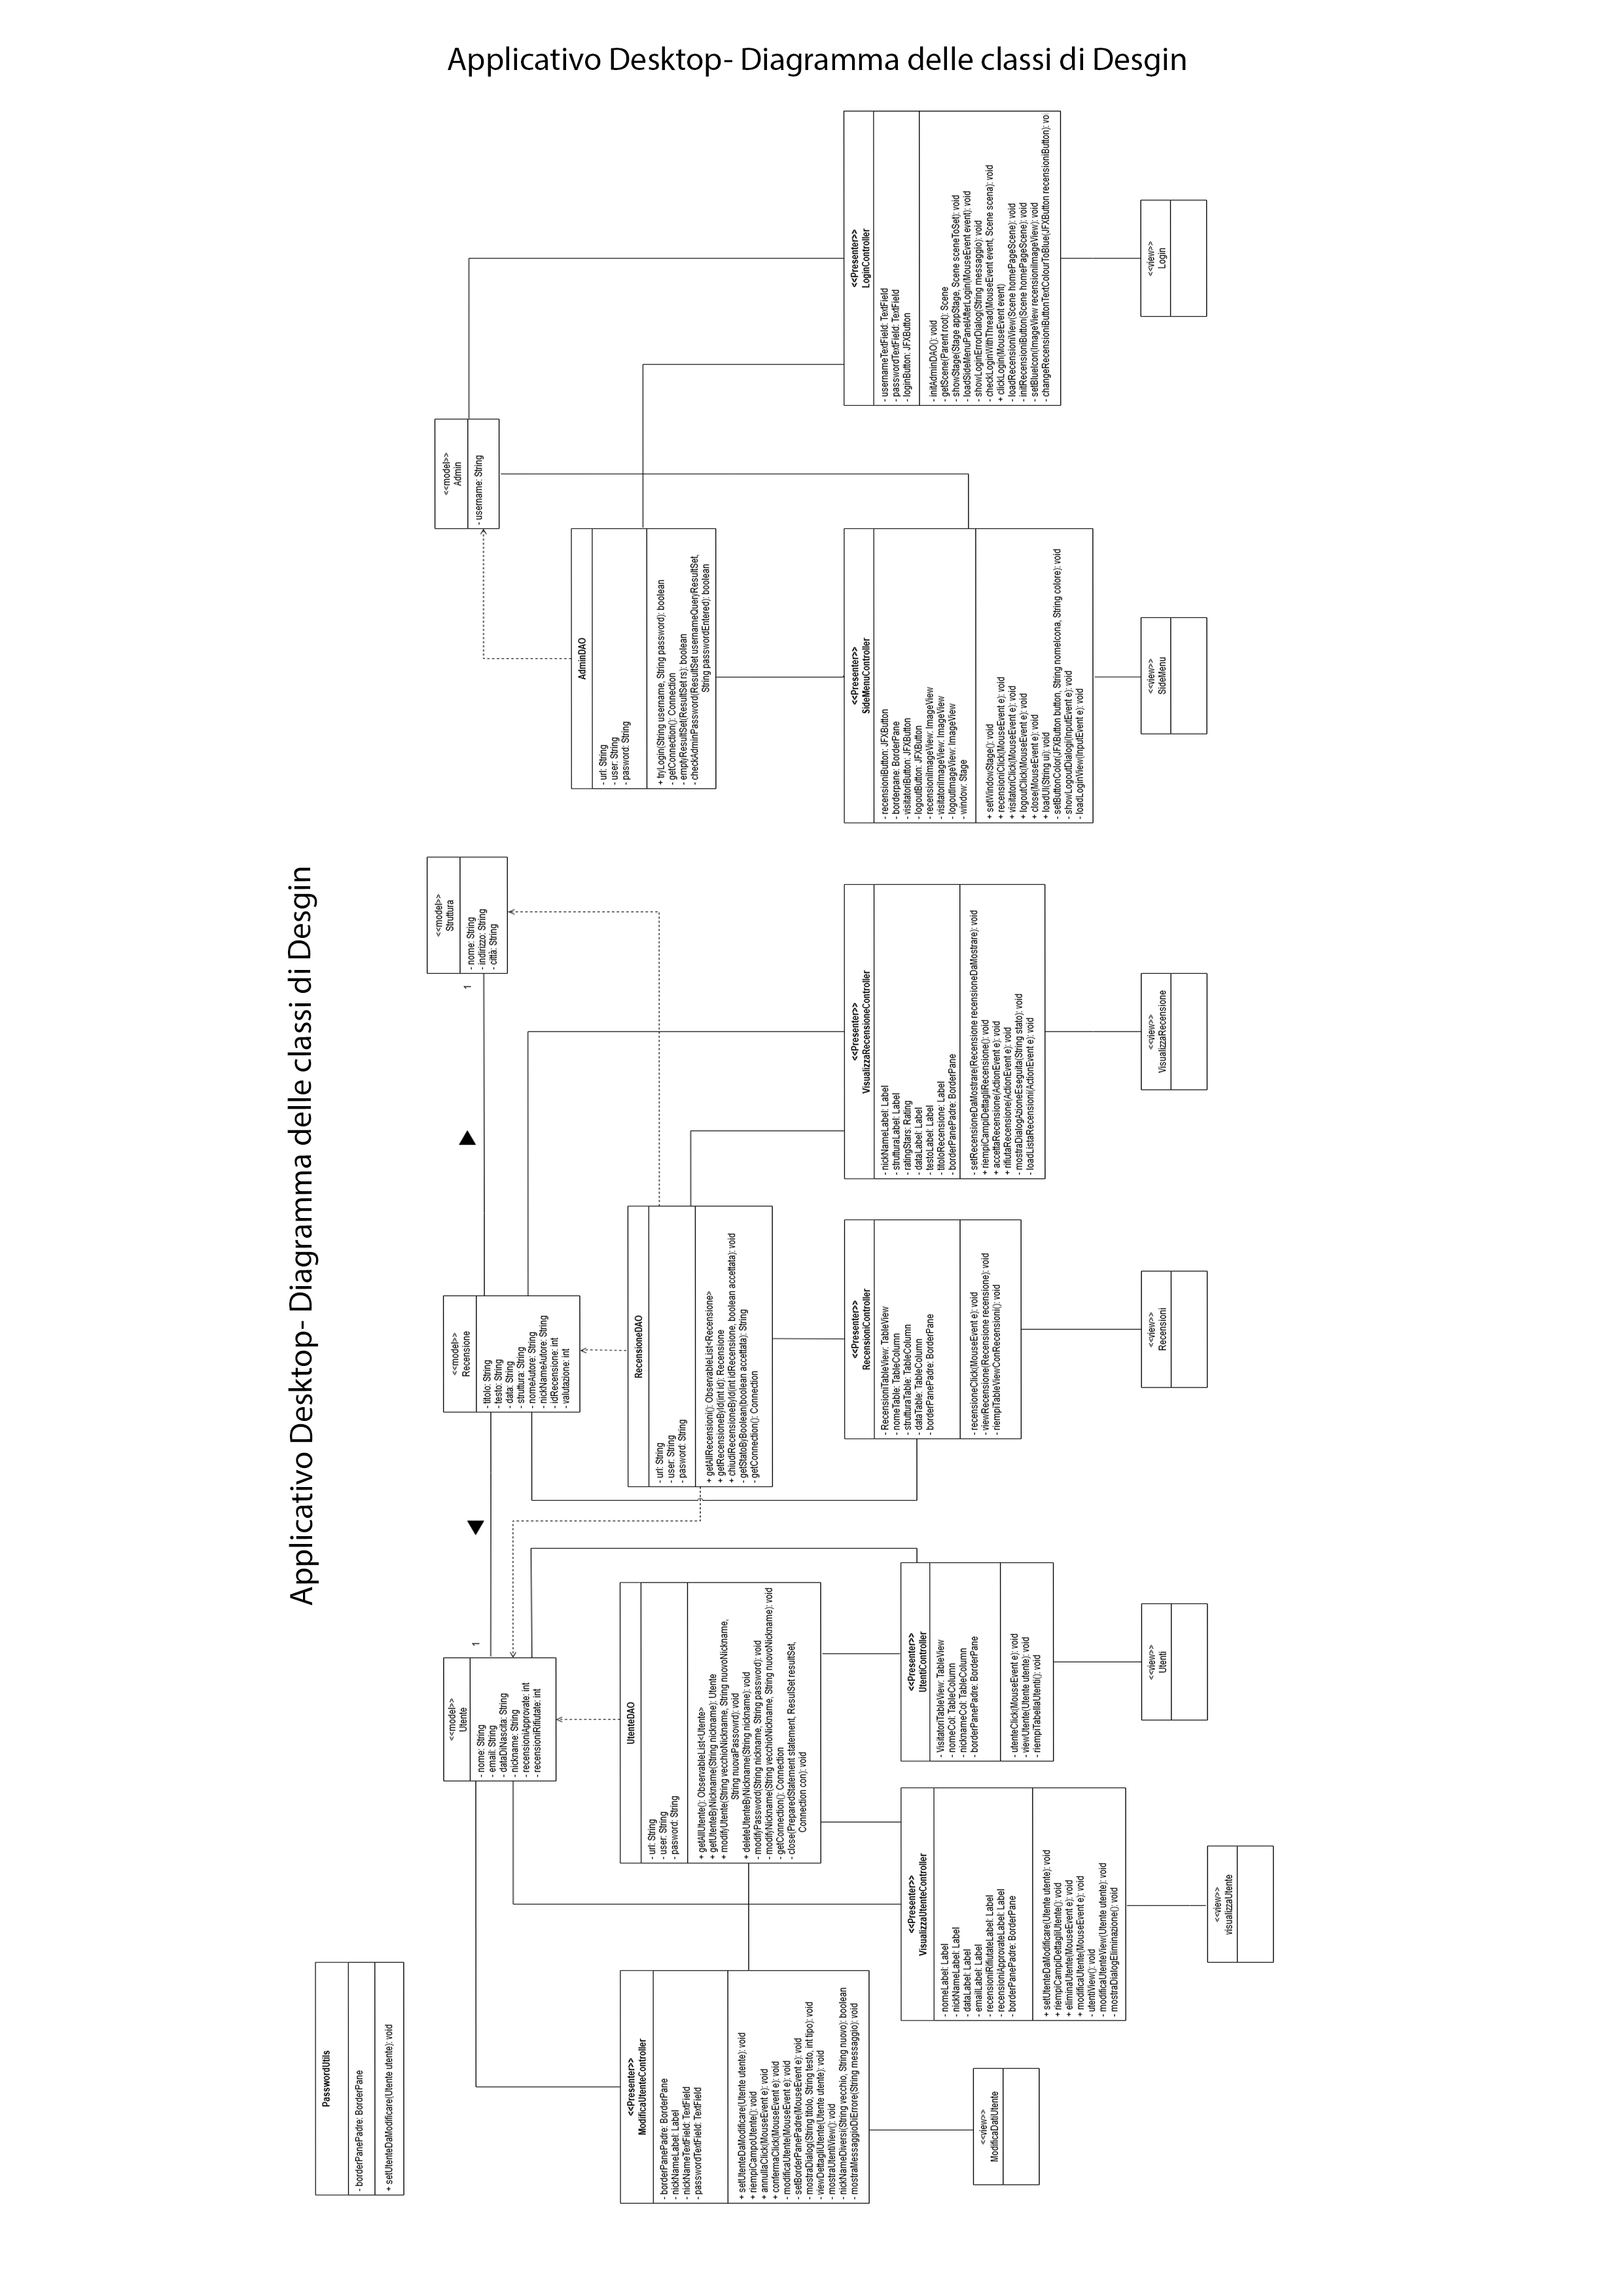 Applicativo Desktop- Diagramma delle classi di Desgin
Applicativo Desktop- Diagramma delle classi di Desgin
PasswordUtils
- borderPanePadre: BorderPane
+ setUtenteDaModificare(Utente utente): void
<<model>>
Utente
- nome: String
- email: String
- dataDiNascita: String
- nickname: String
- recensioniApprovate: int
- recensioniRifiutate: int
1
<<model>>
Recensione
- titolo: String
- testo: String
- data: String
- struttura: String
- nomeAutore: String
- nickNameAutore: String
- idRecensione: int
- valutazione: int
1
<<model>>
Struttura
- nome: String
- indirizzo: String
- città: String
<<model>>
Admin
- username: String
UtenteDAO
- url: String
- user: String
- pasword: String
+ getAllUtente(): ObservableList<Utente>
+ getUtenteByNickname(String nickname): Utente
+ modifyUtente(String vecchioNickname, String nuovoNickname,
String nuovaPassowrd): void
+ deleteUtenteByNickname(String nickname): void
- modifyPassword(String nickname, String password): void
- modifyNickname(String vecchioNickname, String nuovoNickname): void
- getConnection(): Connection
- close(PreparedStatement statement, ResulSet resultSet,
Connection con): void
RecensioneDAO
- url: String
- user: String
- pasword: String
+ getAllRecensioni(): ObservableList<Recensione>
+ getRecensioneById(int id): Recensione
+ chiudiRecensioneById(int idRecensione, boolean accettata): void
- getStatoByBoolean(boolean accettata): String
- getConnection(): Connection
AdminDAO
- url: String
- user: String
- pasword: String
+ tryLogin(String username, String password): boolean
- getConnection(): Connection
- emptyResultSet(ResultSet rs): boolean
- checkAdminPassword(ResultSet usernameQueryResultSet,
String passwordEntered): boolean
<<Presenter>>
ModificaUtenteController
- borderPanePadre: BorderPane
- nickNameLabel: Label
- nickNameTextField: TextField
- passwordTextField: TextField
+ setUtenteDaModificare(Utente utente): void
+ riempiCampoUtente(): void
+ annullaClick(MouseEvent e): void
+ confermaClick(MouseEvent e): void
- modificaUtente(MouseEvent e): void
- setBorderPanePadre(MouseEvent e): void
- mostraDialog(String titolo, String testo, int tipo): void
- viewDettagliUtente(Utente utente): void
- mostraUtentiView(): void
- nickNameDiversi(String vecchio, String nuovo): boolean
- mostraMessaggioDiErrore(String messaggio): void
<<Presenter>>
VisualizzaUtenteController
- nomeLabel: Label
- nickNameLabel: Label
- dataLabel: Label
- emailLabel: Label
- recensioniRifiutateLabel: Label
- recensioniApprovateLabel: Label
- borderPanePadre: BorderPane
+ setUtenteDaModificare(Utente utente): void
+ riempiCampiDettagliUtente(): void
+ eliminaUtente(MouseEvent e): void
+ modificaUtente(MouseEvent e): void
- utentiView(): void
- modificaUtenteView(Utente utente): void
- mostraDialogEliminazione(): void
<<Presenter>>
UtentiController
- VisitatoriTableView: TableView
- nomeCol: TableColumn
- nicknameCol: TableColumn
- borderPanePadre: BorderPane
- utenteClick(MouseEvent e): void
- viewUtente(Utente utente): void
- riempiTabellaUtenti(): void
<<Presenter>>
RecensioniController
- RecensioniTableView: TableView
- nomeTable: TableColumn
- strutturaTable: TableColumn
- dataTable: TableColumn
- borderPanePadre: BorderPane
- recensioneClick(MouseEvent e): void
- viewRecensione(Recensione recensione): void
- riempiTableViewConRecensioni(): void
<<Presenter>>
VisualizzaRecensioneController
- nickNameLabel: Label
- strutturaLabel: Label
- ratingStars: Rating
- dataLabel: Label
- testoLabel: Label
- titoloRecensione: Label
- borderPanePadre: BorderPane
- setRecensioneDaMostrare(Recensione recensioneDaMostrare): void
+ riempiCampiDettagliRecensione(): void
+ accettaRecensione(ActionEvent e): void
+ rifiutaRecensione(ActionEvent e): void
- mostraDialogAzioneEseguita(String stato): void
- loadListaRecensioni(ActionEvent e): void
<<Presenter>>
SideMenuController
- recensioniButton: JFXButton
- borderpane: BorderPane
- visitatoriButton: JFXButton
- logoutButton: JFXButton
- recensioniImageView: ImageView
- visitatoriImageView: ImageView
- logoutImageView: ImageView
- window: Stage
+ setWindowStage(): void
+ recensioniClick(MouseEvent e): void
+ visitatoriClick(MouseEvent e): void
+ logoutClick(MouseEvent e): void
+ close(MouseEvent e): void
+ loadUI(String ui): void
- setButtonColor(JFXButton button, String nomeIcona, String colore): void
- showLogoutDialogi(InputEvent e): void
- loadLoginView(InputEvent e): void
<<Presenter>>
LoginController
- usernameTextField: TextField
- passwordTextField: TextField
- loginButton: JFXButton
- initAdminDAO(): void
- getScene(Parent root): Scene
- showStage(Stage appStage, Scene sceneToSet): void
- loadSideMenuPanelAfterLogin(MouseEvent event): void
- showLoginErrorDialog(String messaggio): void
- checkLoginWithThread(MouseEvent event, Scene scena): void
+ clickLogin(MouseEvent event)
- loadRecensioniView(Scene homePageScene): void
- initRecensioniButton(Scene homePageScene): void
- setBlueIcon(ImageView recensioniImageView): void
- changeRecensioniButtonTextColourToBlue(JFXButton recensioniButton): vo
<<view>>
ModificaDatiUtente
<<view>>
visualizzaUtente
<<view>>
Utenti
<<view>>
Recensioni
<<view>>
VisualizzaRecensione
<<view>>
SideMenu
<<view>>
Login